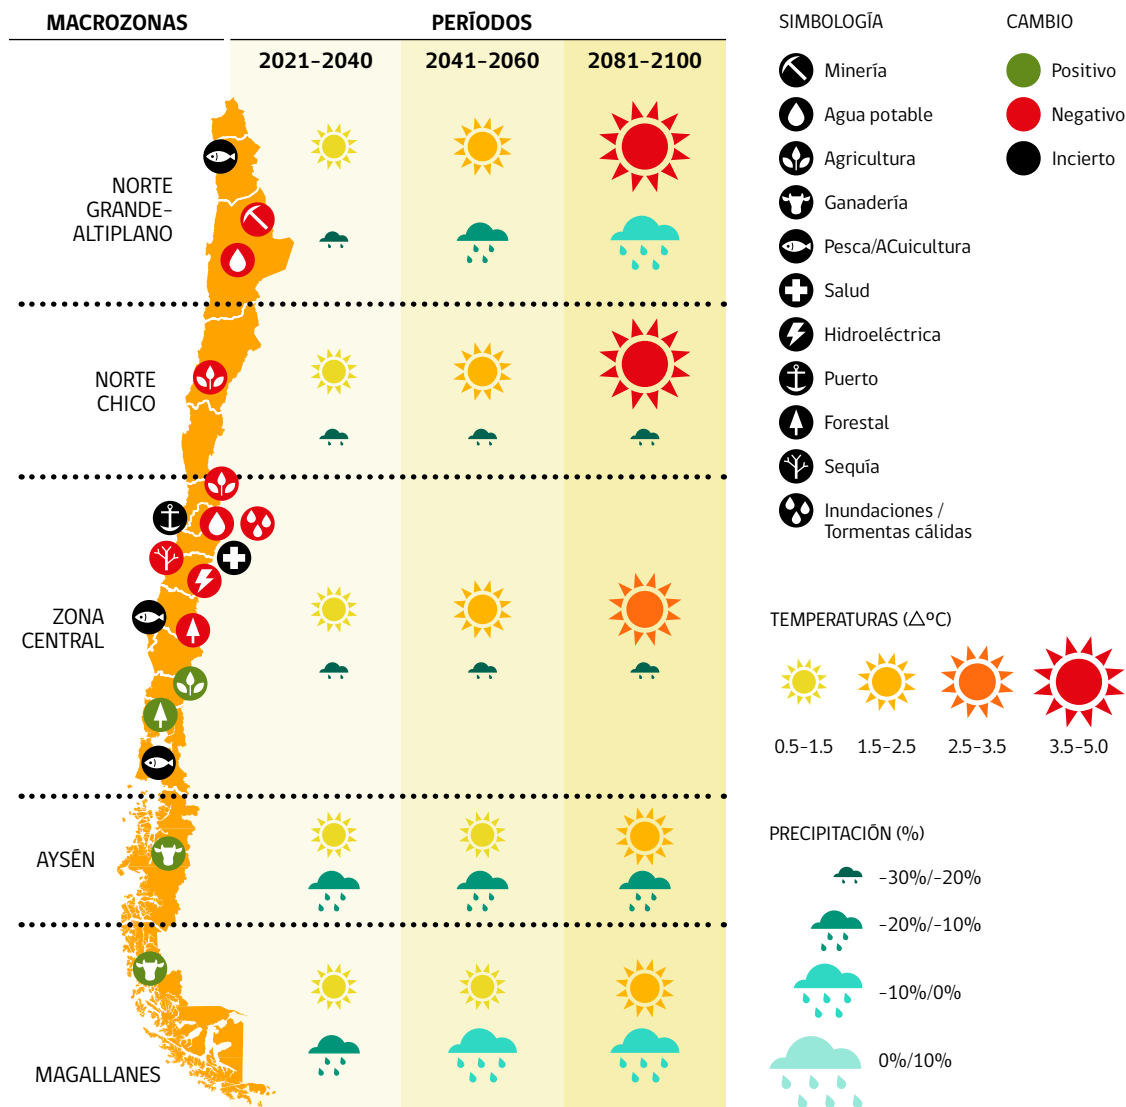 MACROZONAS
PERÍODOS
2021–2040
2041–2060
2081–2100
NORTE
GRANDE–
ALTIPLANO
NORTE
CHICO
ZONA
CENTRAL
AYSÉN
MAGALLANES
SIMBOLOGÍA
Minería
Agua potable
Agricultura
Ganadería
Pesca/ACuicultura
Salud
Hidroeléctrica
Puerto
Forestal
Sequía
Inundaciones /
Tormentas cálidas
CAMBIO
Positivo
Negativo
Incierto
TEMPERATURAS (△ºC)
0.5–1.5
1.5–2.5
2.5–3.5
3.5–5.0
PRECIPITACIÓN (%)
–30%/–20%
–20%/–10%
–10%/0%
0%/10%